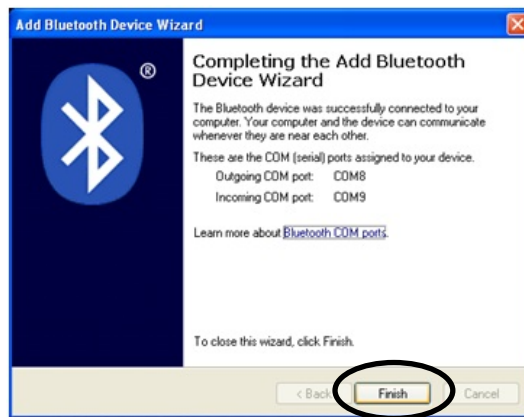 Add Bluetooth Device Wizard
®
Completing the Add Bluetooth
Device Wizard
The Bluetooth device was successfully connected to your
computer. Your computer and the device can communicate
whenever they are near each other.
These are the COM (serial) ports assigned to your device.
Outgoing COM port: COM8
Incoming COM port: COM9
Learn more about Bluetooth COM ports.
To close this wizard, click Finish.
< Back Finish Cancel